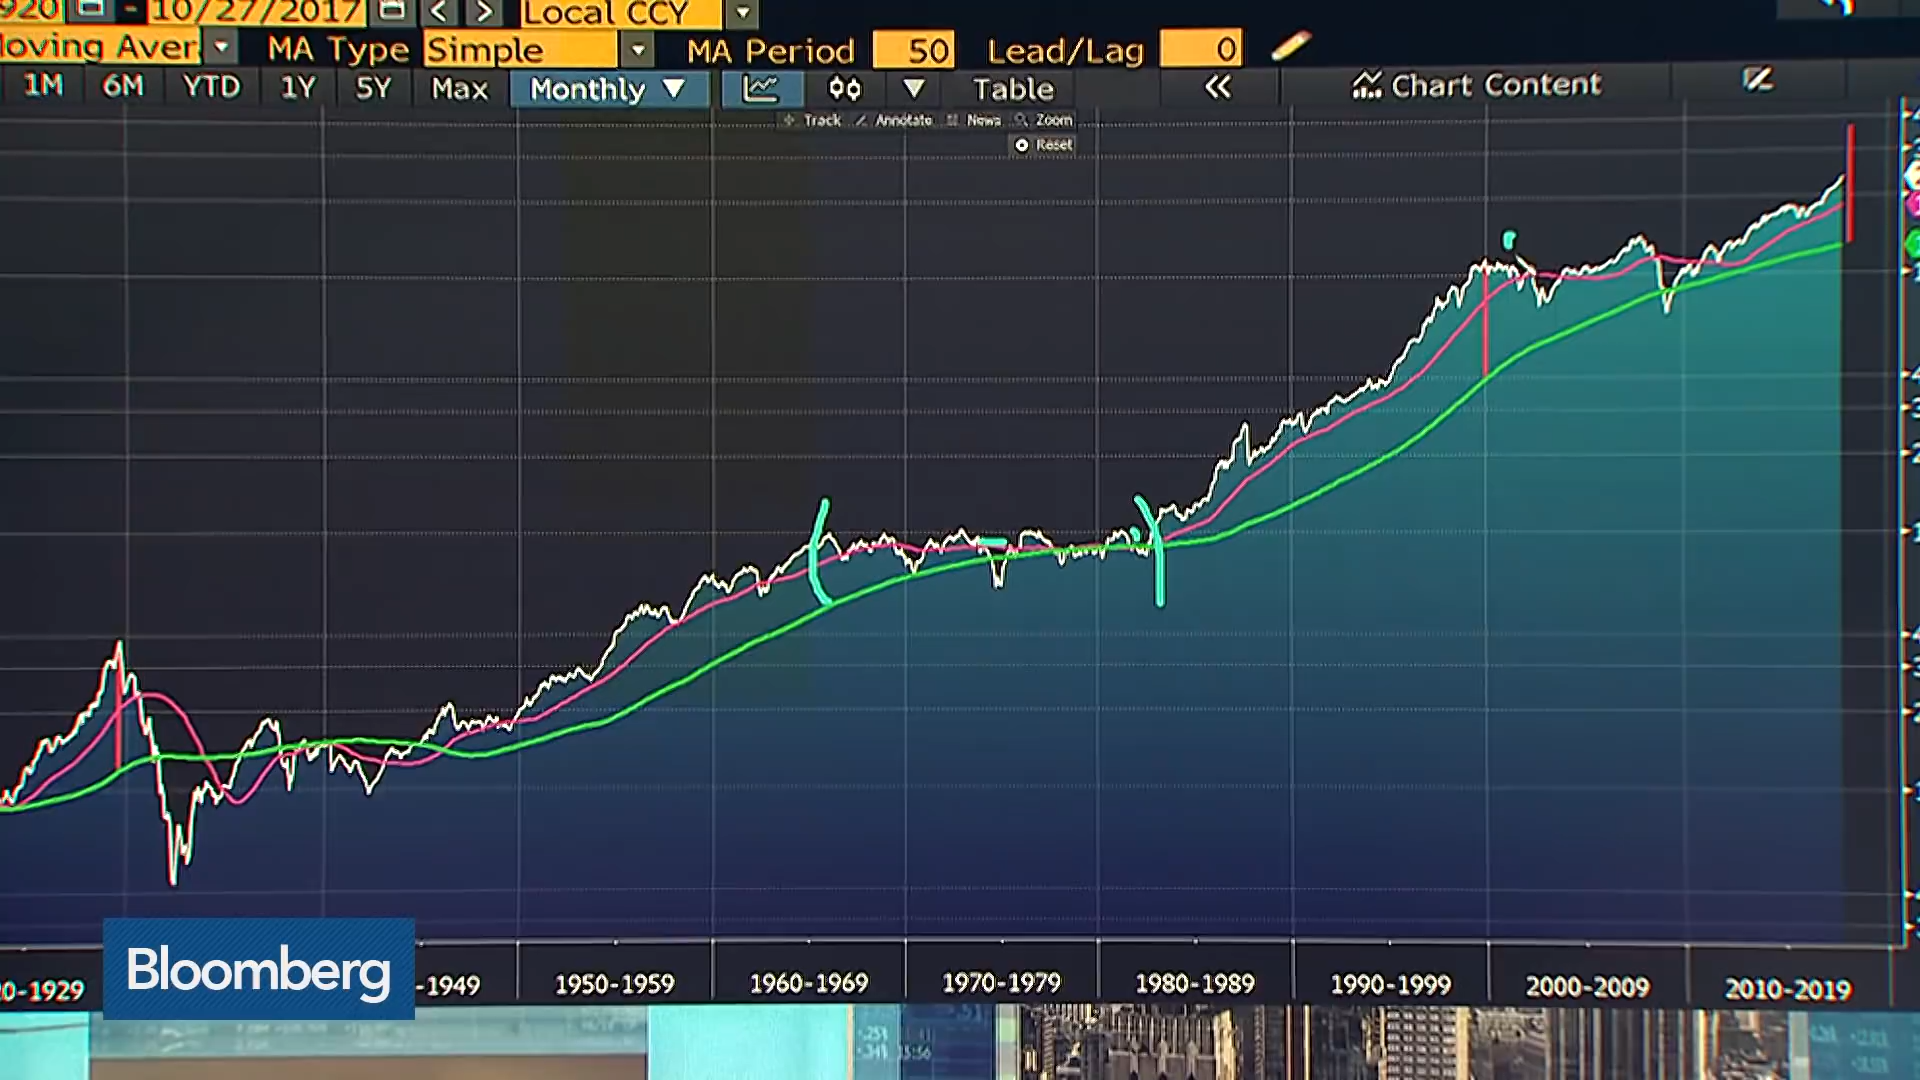 920 - 10/27/2017 < > Local CCY
Moving Aver MA Type Simple MA Period 50 Lead/Lag 0
1M 6M YTD 1Y 5Y Max Monthly Table « Chart Content
Track Annotate News Zoom
Reset
Bloomberg
20-1929 -1949 1950-1959 1960-1969 1970-1979 1980-1989 1990-1999 2000-2009 2010-2019